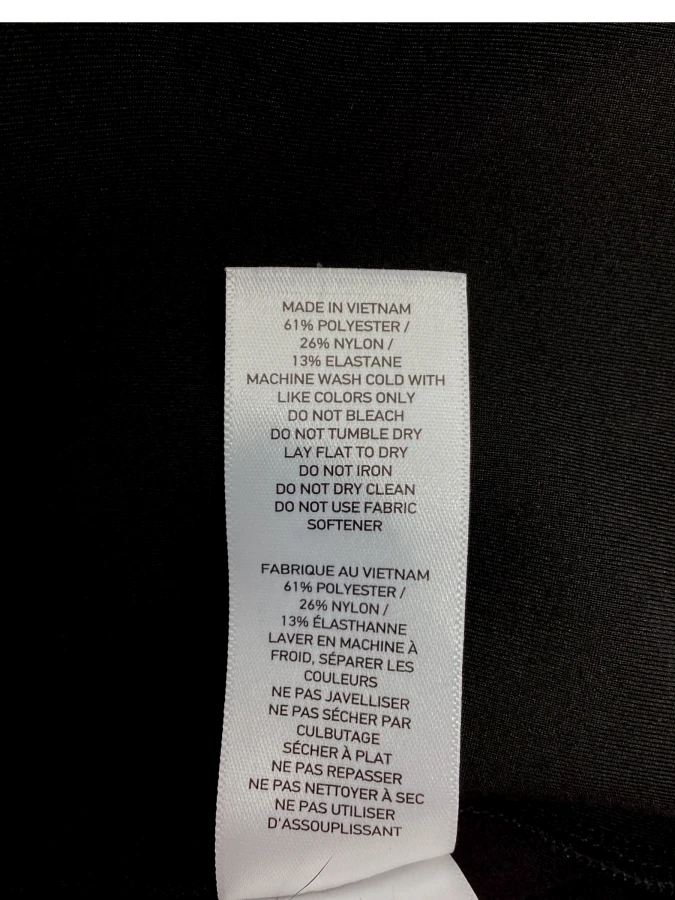 MADE IN VIETNAM
61% POLYESTER /
26% NYLON /
13% ELASTANE
MACHINE WASH COLD WITH
LIKE COLORS ONLY
DO NOT BLEACH
DO NOT TUMBLE DRY
LAY FLAT TO DRY
DO NOT IRON
DO NOT DRY CLEAN
DO NOT USE FABRIC
SOFTENER
FABRIQUE AU VIETNAM
61% POLYESTER /
26% NYLON /
13% ÉLASTHANNE
LAVER EN MACHINE À
FROID, SÉPARER LES
COULEURS
NE PAS JAVELLISER
NE PAS SÉCHER PAR
CULBUTAGE
SÉCHER À PLAT
NE PAS REPASSER
NE PAS NETTOYER À SEC
NE PAS UTILISER
D'ASSOUPLISSANT